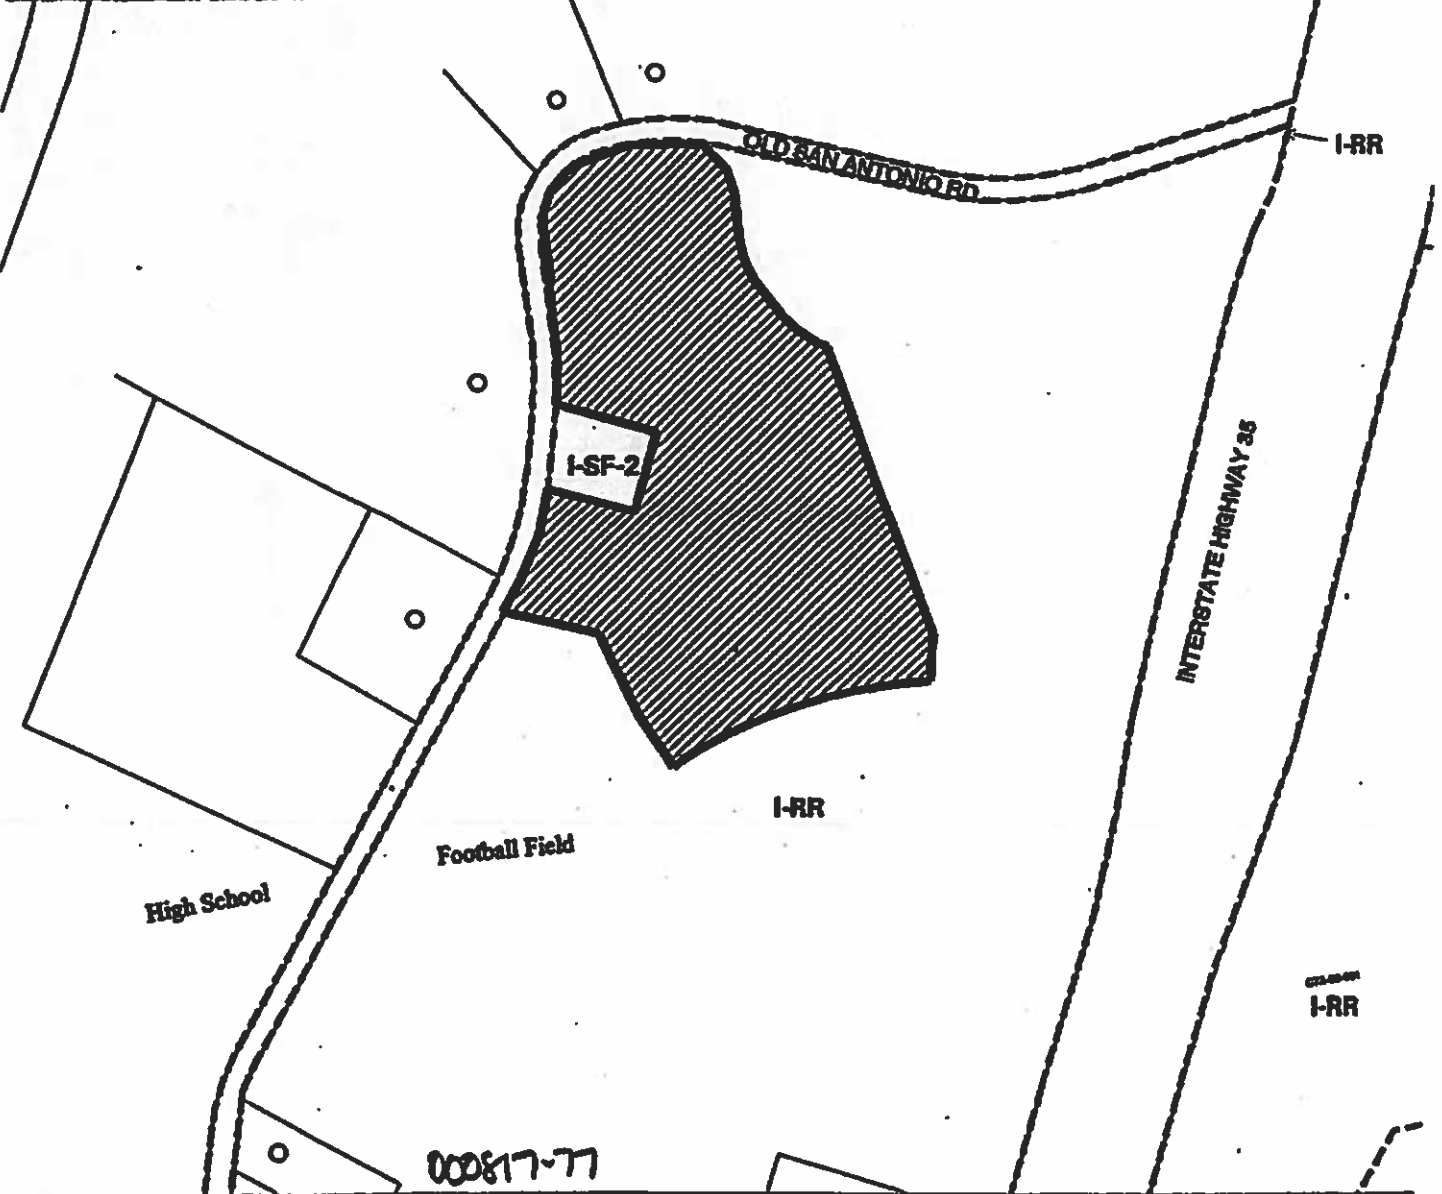 OLD SAN ANTONIO RD
I-RR
INTERSTATE HIGHWAY 35
I-SF-2
I-RR
Football Field
High School
I-RR
000817-77